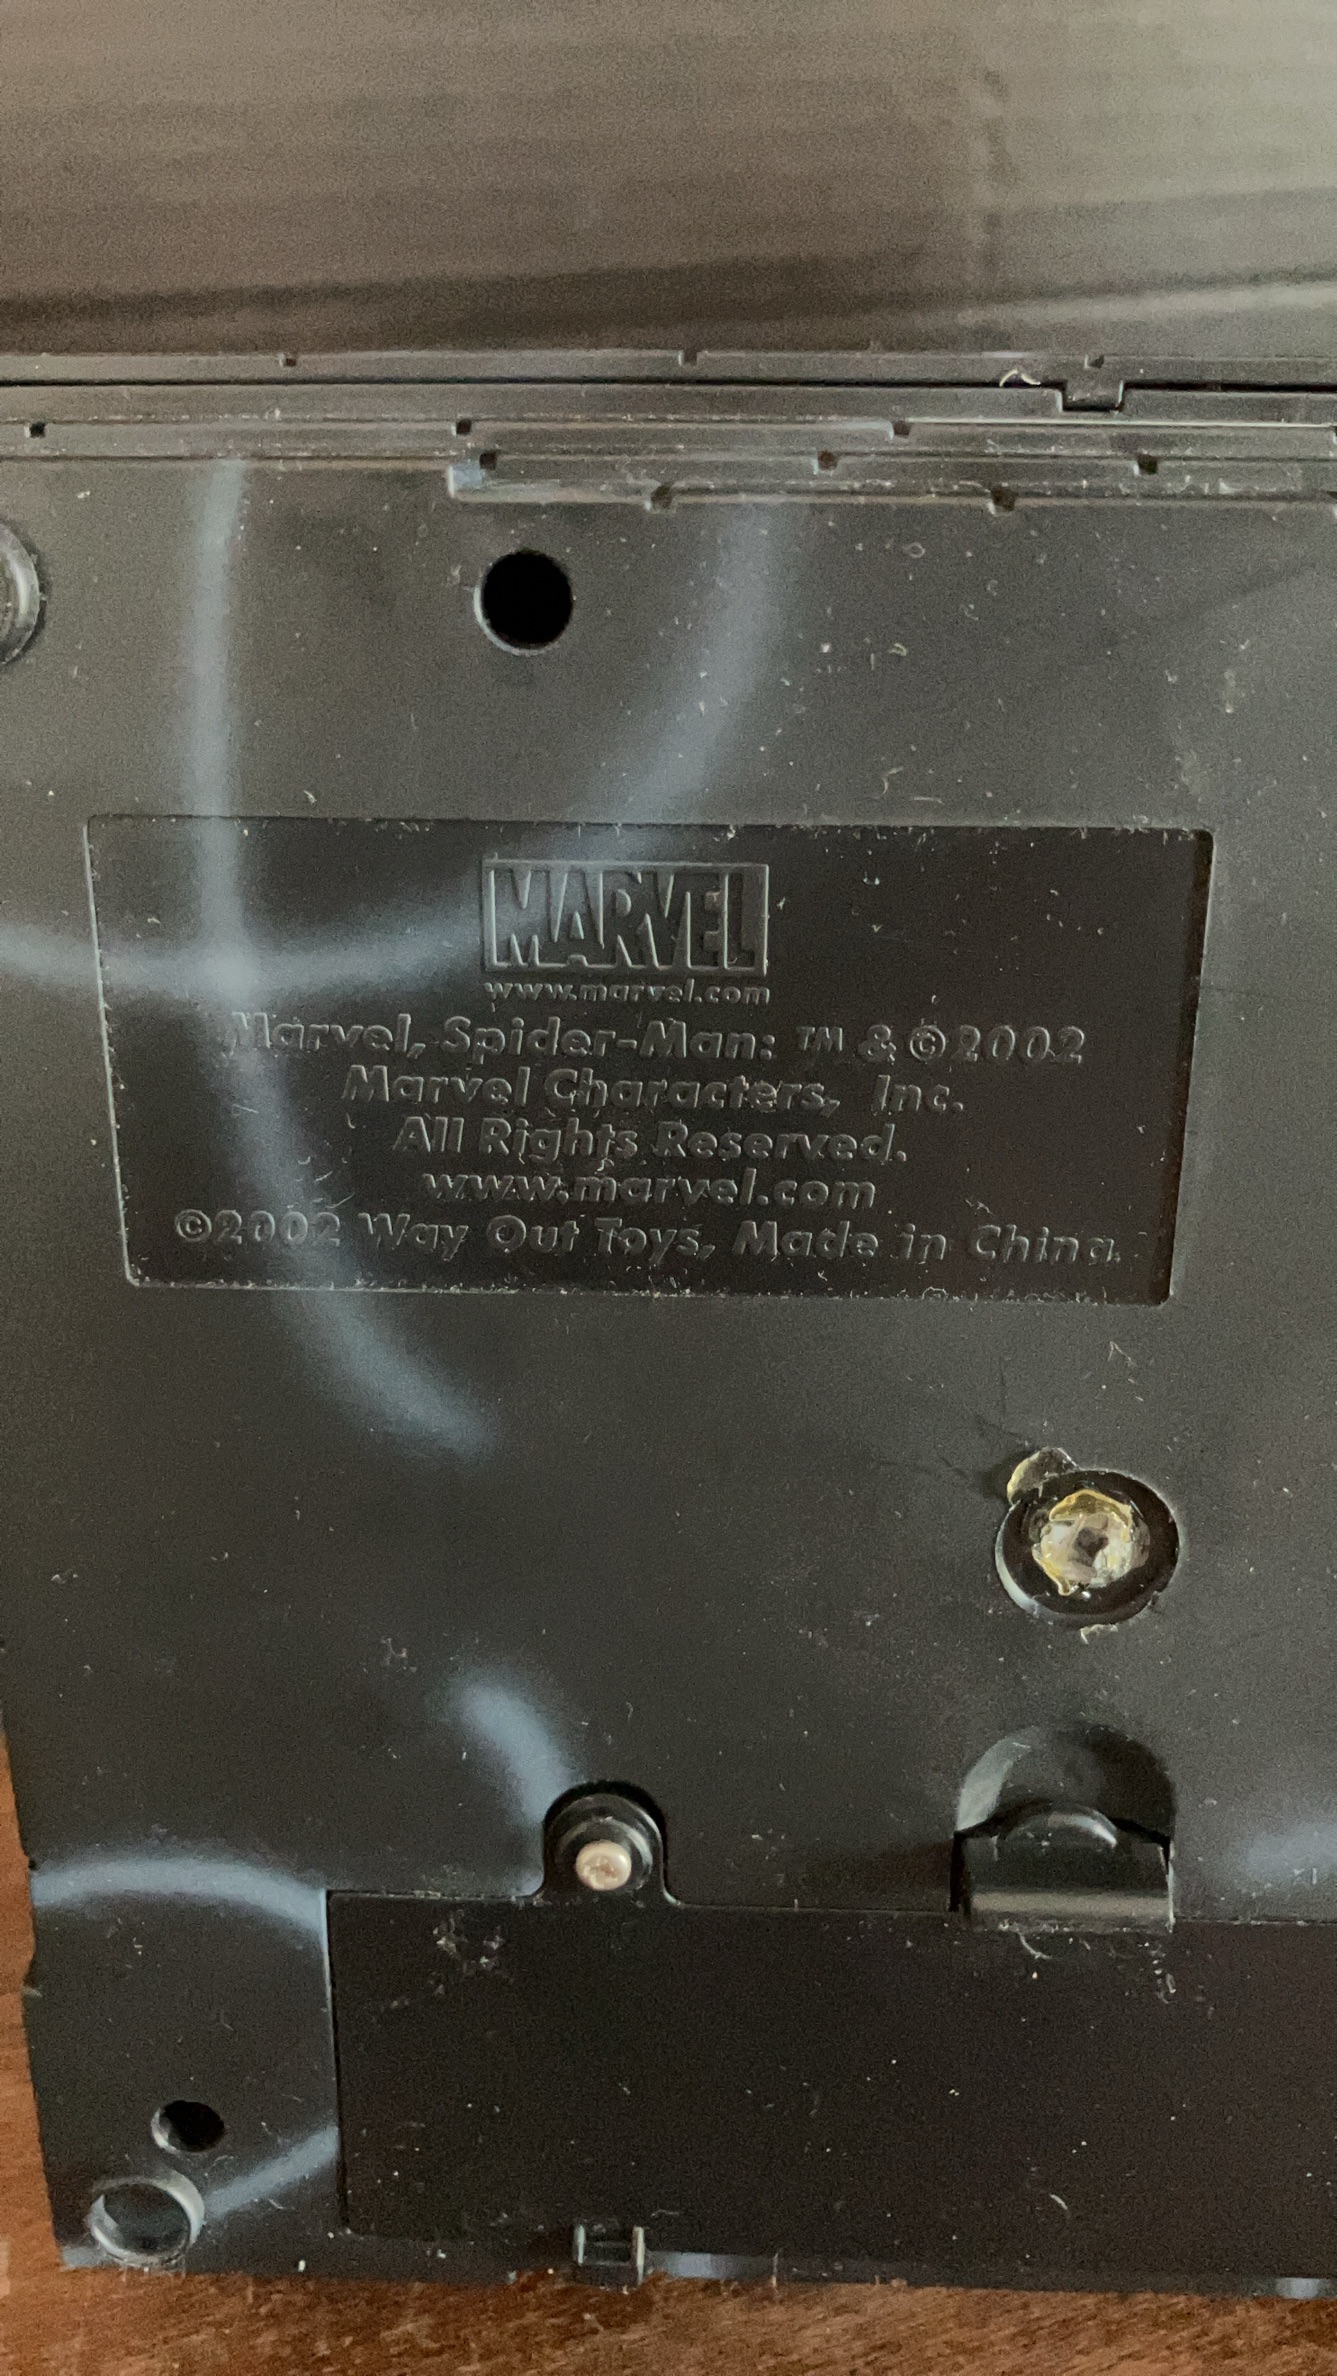 MARVEL
www.marvel.com
Marvel, Spider-Man: ™ & ©2002
Marvel Characters, Inc.
All Rights Reserved.
www.marvel.com
©2002 Way Out Toys, Made in China.